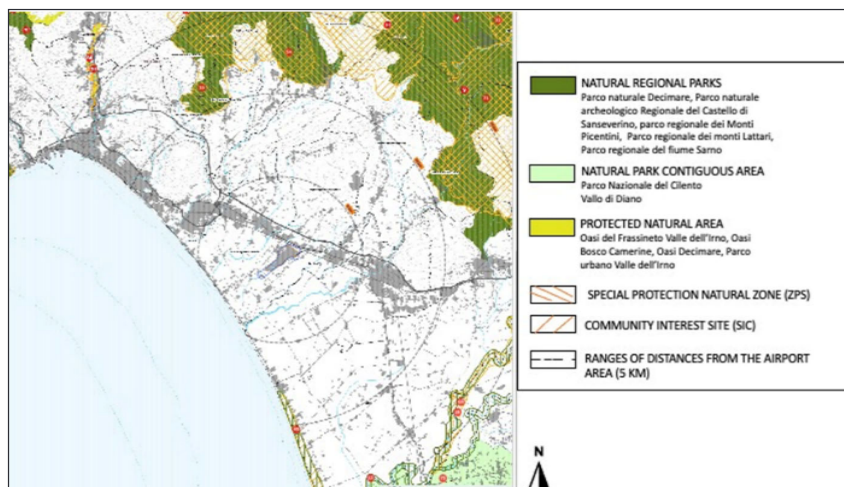 NATURAL REGIONAL PARKS
Parco naturale Decimare, Parco naturale
archeologico Regionale del Castello di
Sanseverino, parco regionale dei Monti
Picentini, Parco regionale dei monti Lattari,
Parco regionale del fiume Sarno
NATURAL PARK CONTIGUOUS AREA
Parco Nazionale del Cilento
Vallo di Diano
PROTECTED NATURAL AREA
Oasi del Frassineto Valle dell'Irno, Oasi
Bosco Camerine, Oasi Decimare, Parco
urbano Valle dell'Irno
SPECIAL PROTECTION NATURAL ZONE (ZPS)
COMMUNITY INTEREST SITE (SIC)
RANGES OF DISTANCES FROM THE AIRPORT
AREA (5 KM)
N